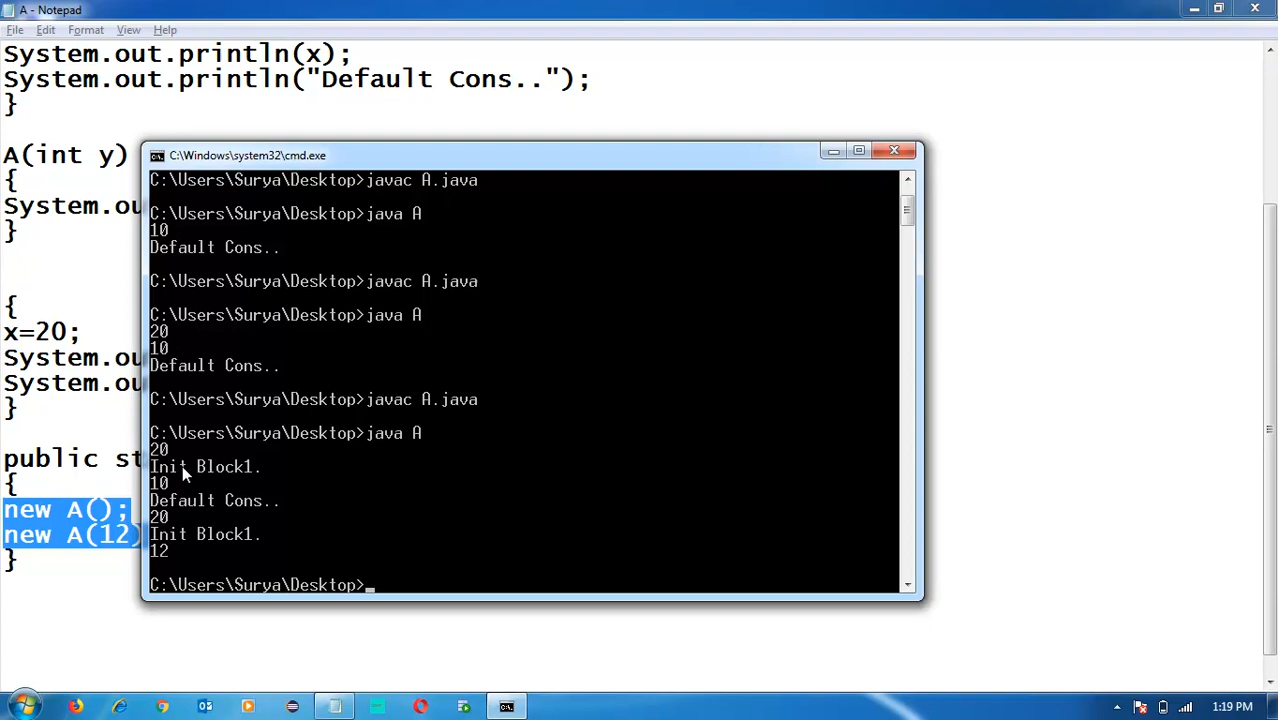 A - Notepad
File Edit Format View Help
System.out.println(x);
System.out.println("Default Cons..");
}
A(int y)
{
System.ou
}
{
x=20;
System.ou
System.ou
}
public st
{
new A();
new A(12)
}
C:\Windows\system32\cmd.exe
C:\Users\Surya\Desktop>javac A.java
C:\Users\Surya\Desktop>java A
10
Default Cons..
C:\Users\Surya\Desktop>javac A.java
C:\Users\Surya\Desktop>java A
20
10
Default Cons..
C:\Users\Surya\Desktop>javac A.java
C:\Users\Surya\Desktop>java A
20
Init Block1.
10
Default Cons..
20
Init Block1.
12
C:\Users\Surya\Desktop>_
1:19 PM